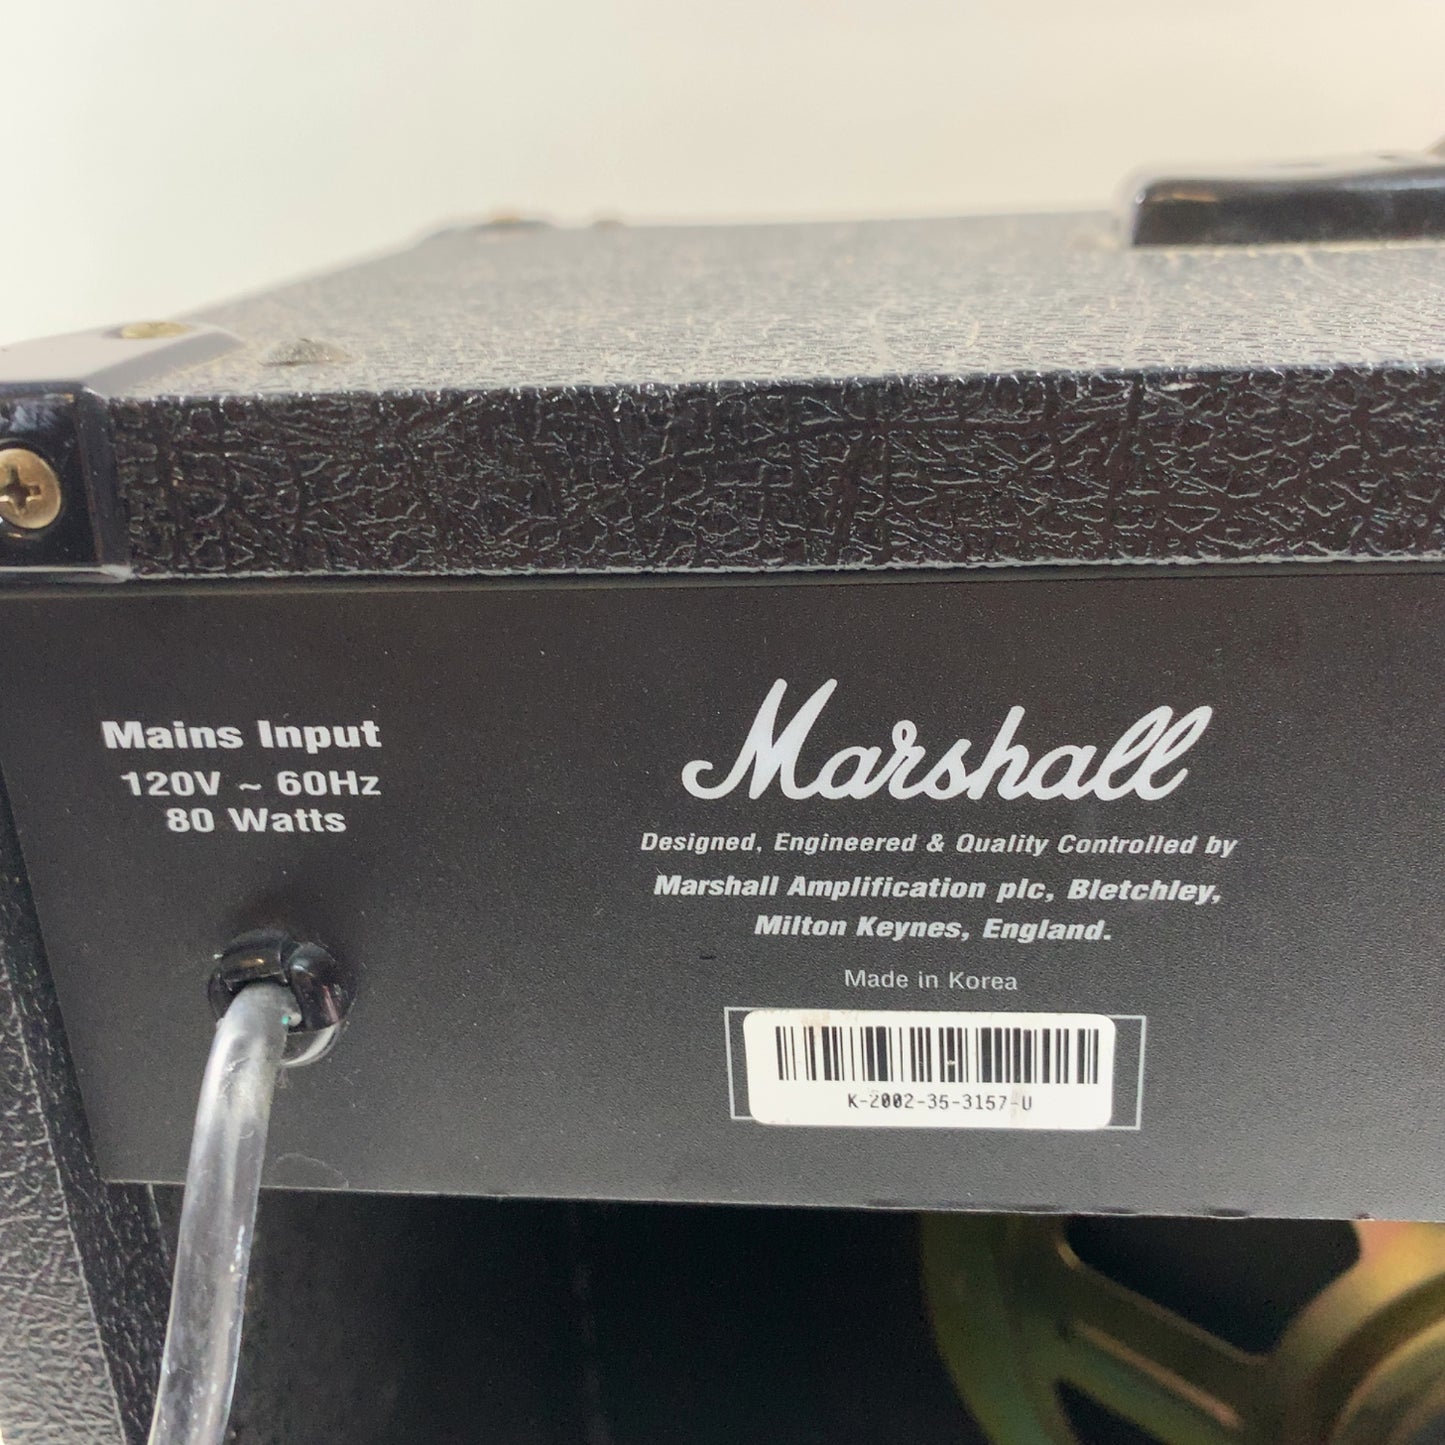 Mains Input
120V ~ 60Hz
80 Watts
Marshall
Designed, Engineered & Quality Controlled by
Marshall Amplification plc, Bletchley,
Milton Keynes, England.
Made in Korea
K-2002-35-3157-U